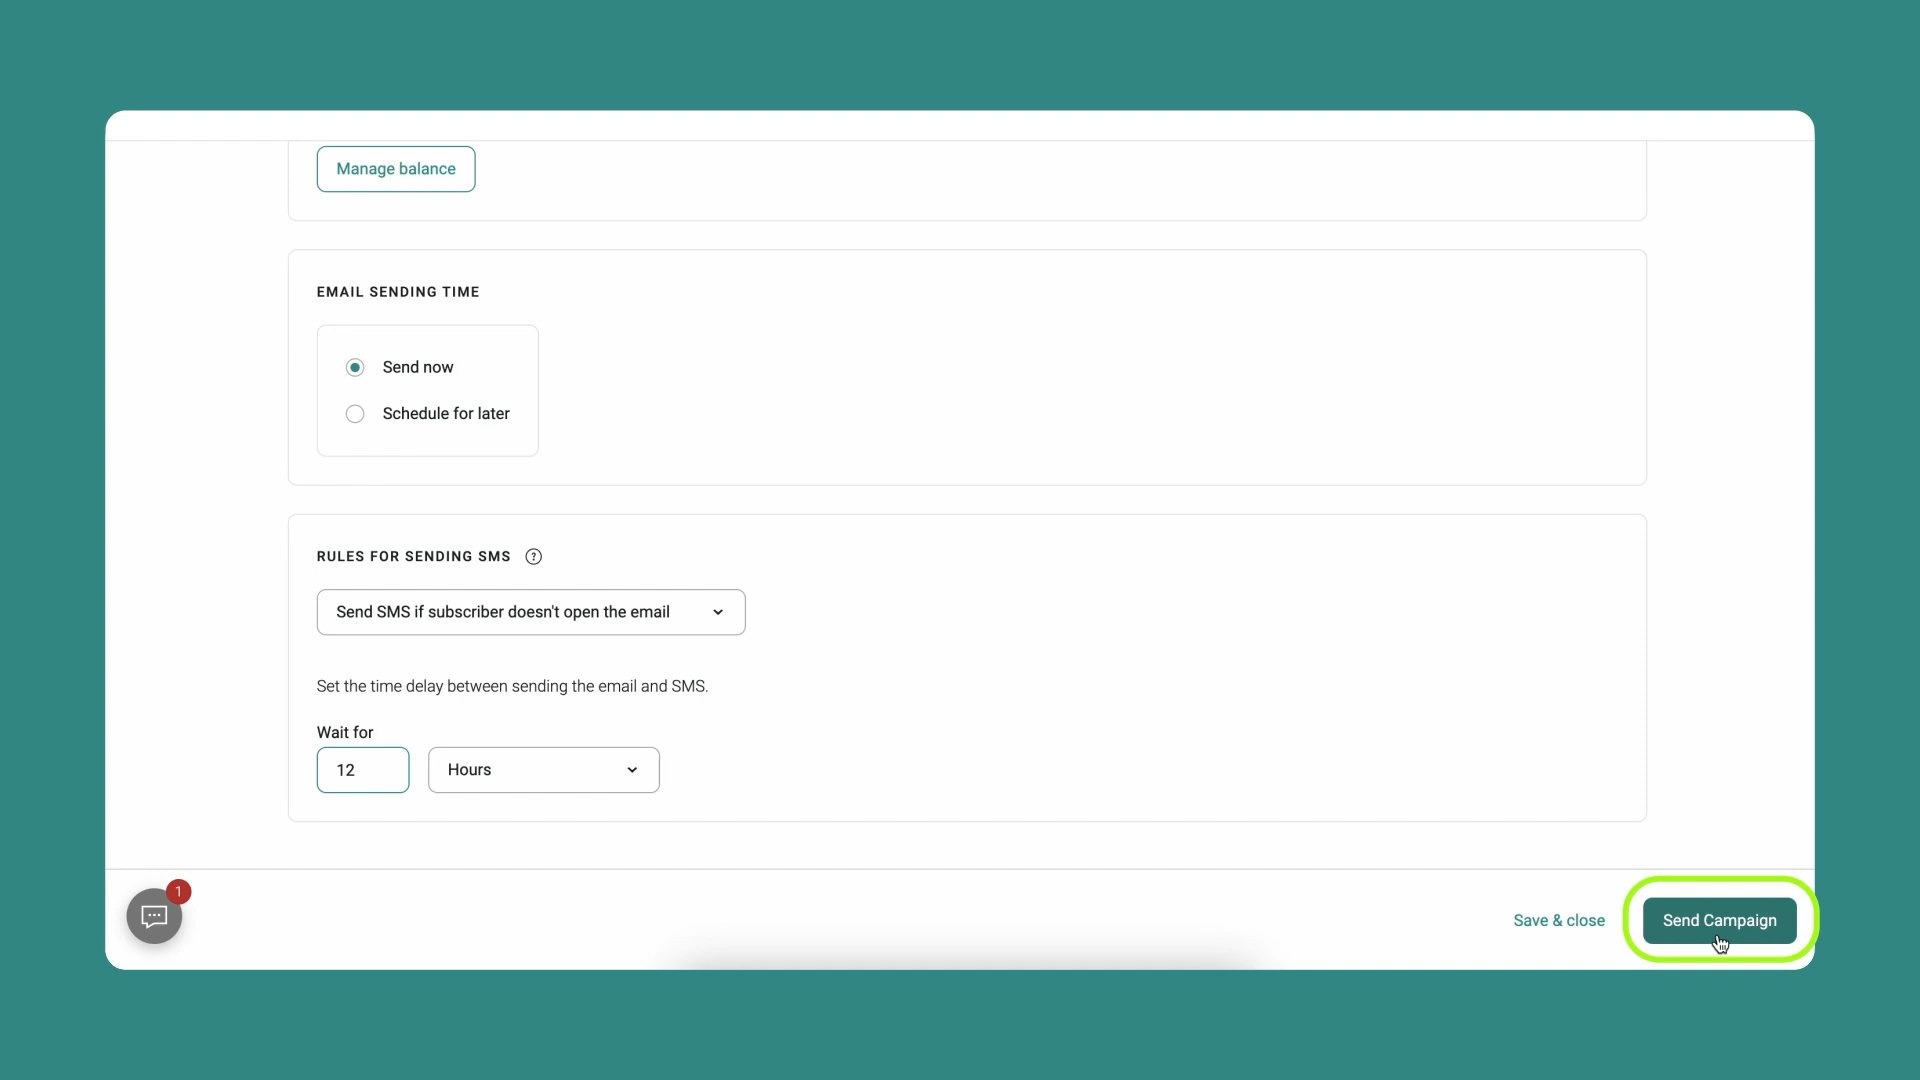 Manage balance
EMAIL SENDING TIME
Send now
Schedule for later
RULES FOR SENDING SMS ?
Send SMS if subscriber doesn't open the email
Set the time delay between sending the email and SMS.
Wait for
12 Hours
1
Save & close Send Campaign